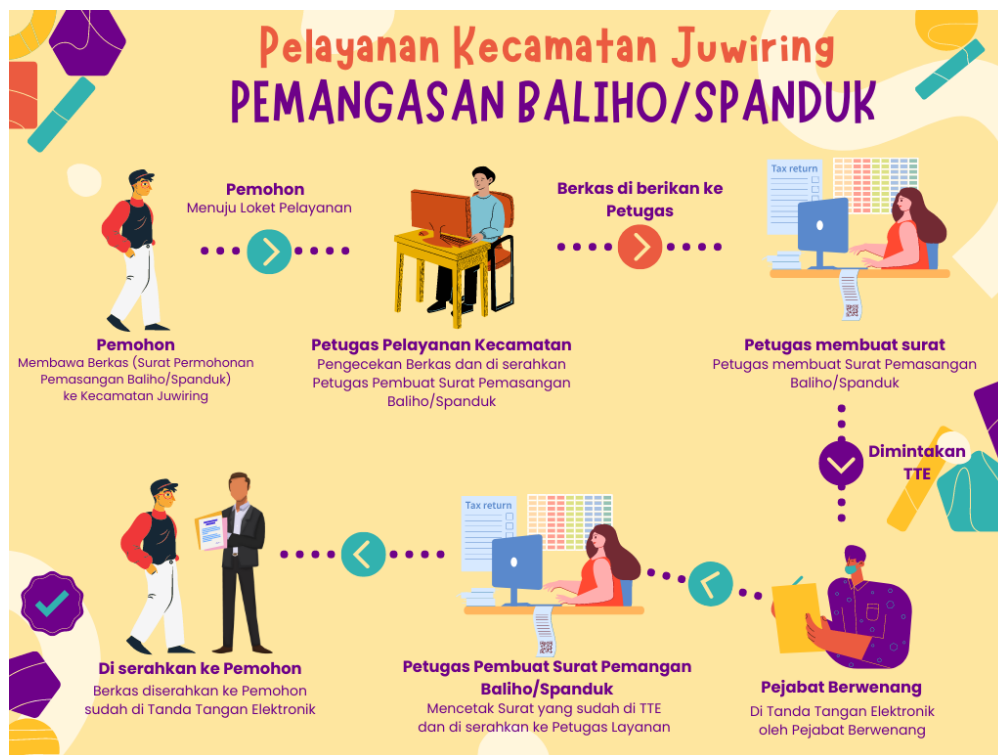 Pelayanan Kecamatan Juwiring
PEMANGASAN BALIHO/SPANDUK
Pemohon
Menuju Loket Pelayanan
Berkas di berikan ke
Petugas
Tax return
Pemohon
Membawa Berkas (Surat Permohonan
Pemasangan Baliho/Spanduk)
ke Kecamatan Juwiring
Petugas Pelayanan Kecamatan
Pengecekan Berkas dan di serahkan
Petugas Pembuat Surat Pemasangan
Baliho/Spanduk
Petugas membuat surat
Petugas membuat Surat Pemasangan
Baliho/Spanduk
Dimintakan
TTE
Pejabat Berwenang
Di Tanda Tangan Elektronik
oleh Pejabat Berwenang
Tax return
Petugas Pembuat Surat Pemangan
Baliho/Spanduk
Mencetak Surat yang sudah di TTE
dan di serahkan ke Petugas Layanan
Di serahkan ke Pemohon
Berkas diserahkan ke Pemohon
sudah di Tanda Tangan Elektronik